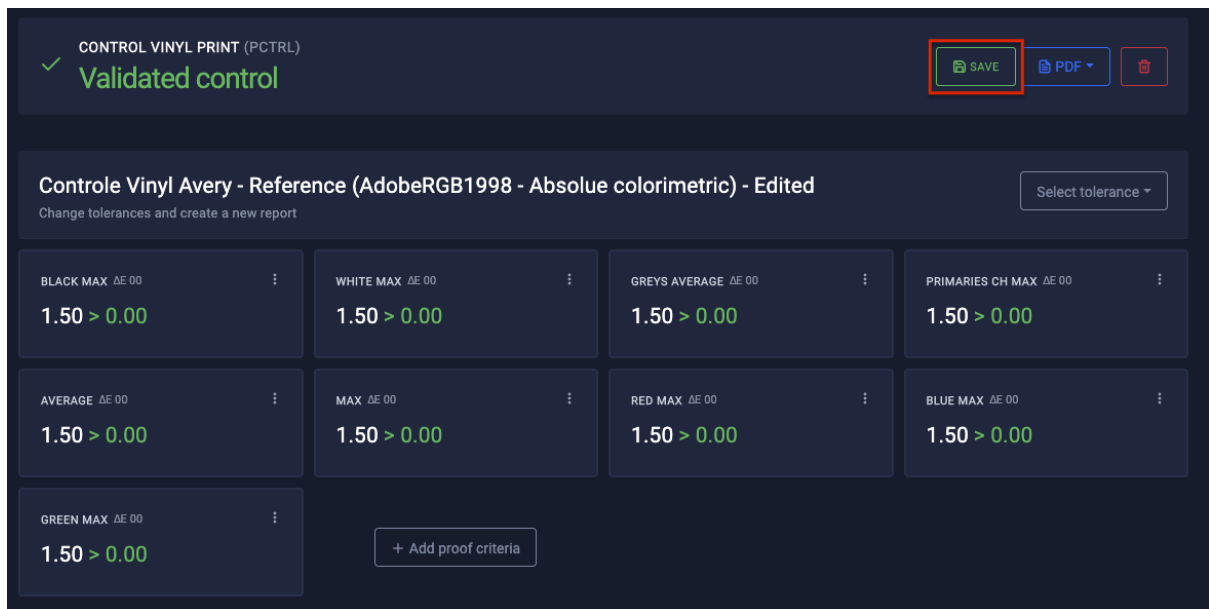 CONTROL VINYL PRINT (PCTRL)
Validated control
SAVE
PDF
Controle Vinyl Avery - Reference (AdobeRGB1998 - Absolue colorimetric) - Edited
Change tolerances and create a new report
Select tolerance
BLACK MAX ΔE 00
1.50 > 0.00
WHITE MAX ΔE 00
1.50 > 0.00
GREYS AVERAGE ΔE 00
1.50 > 0.00
PRIMARIES CH MAX ΔE 00
1.50 > 0.00
AVERAGE ΔE 00
1.50 > 0.00
MAX ΔE 00
1.50 > 0.00
RED MAX ΔE 00
1.50 > 0.00
BLUE MAX ΔE 00
1.50 > 0.00
GREEN MAX ΔE 00
1.50 > 0.00
+ Add proof criteria